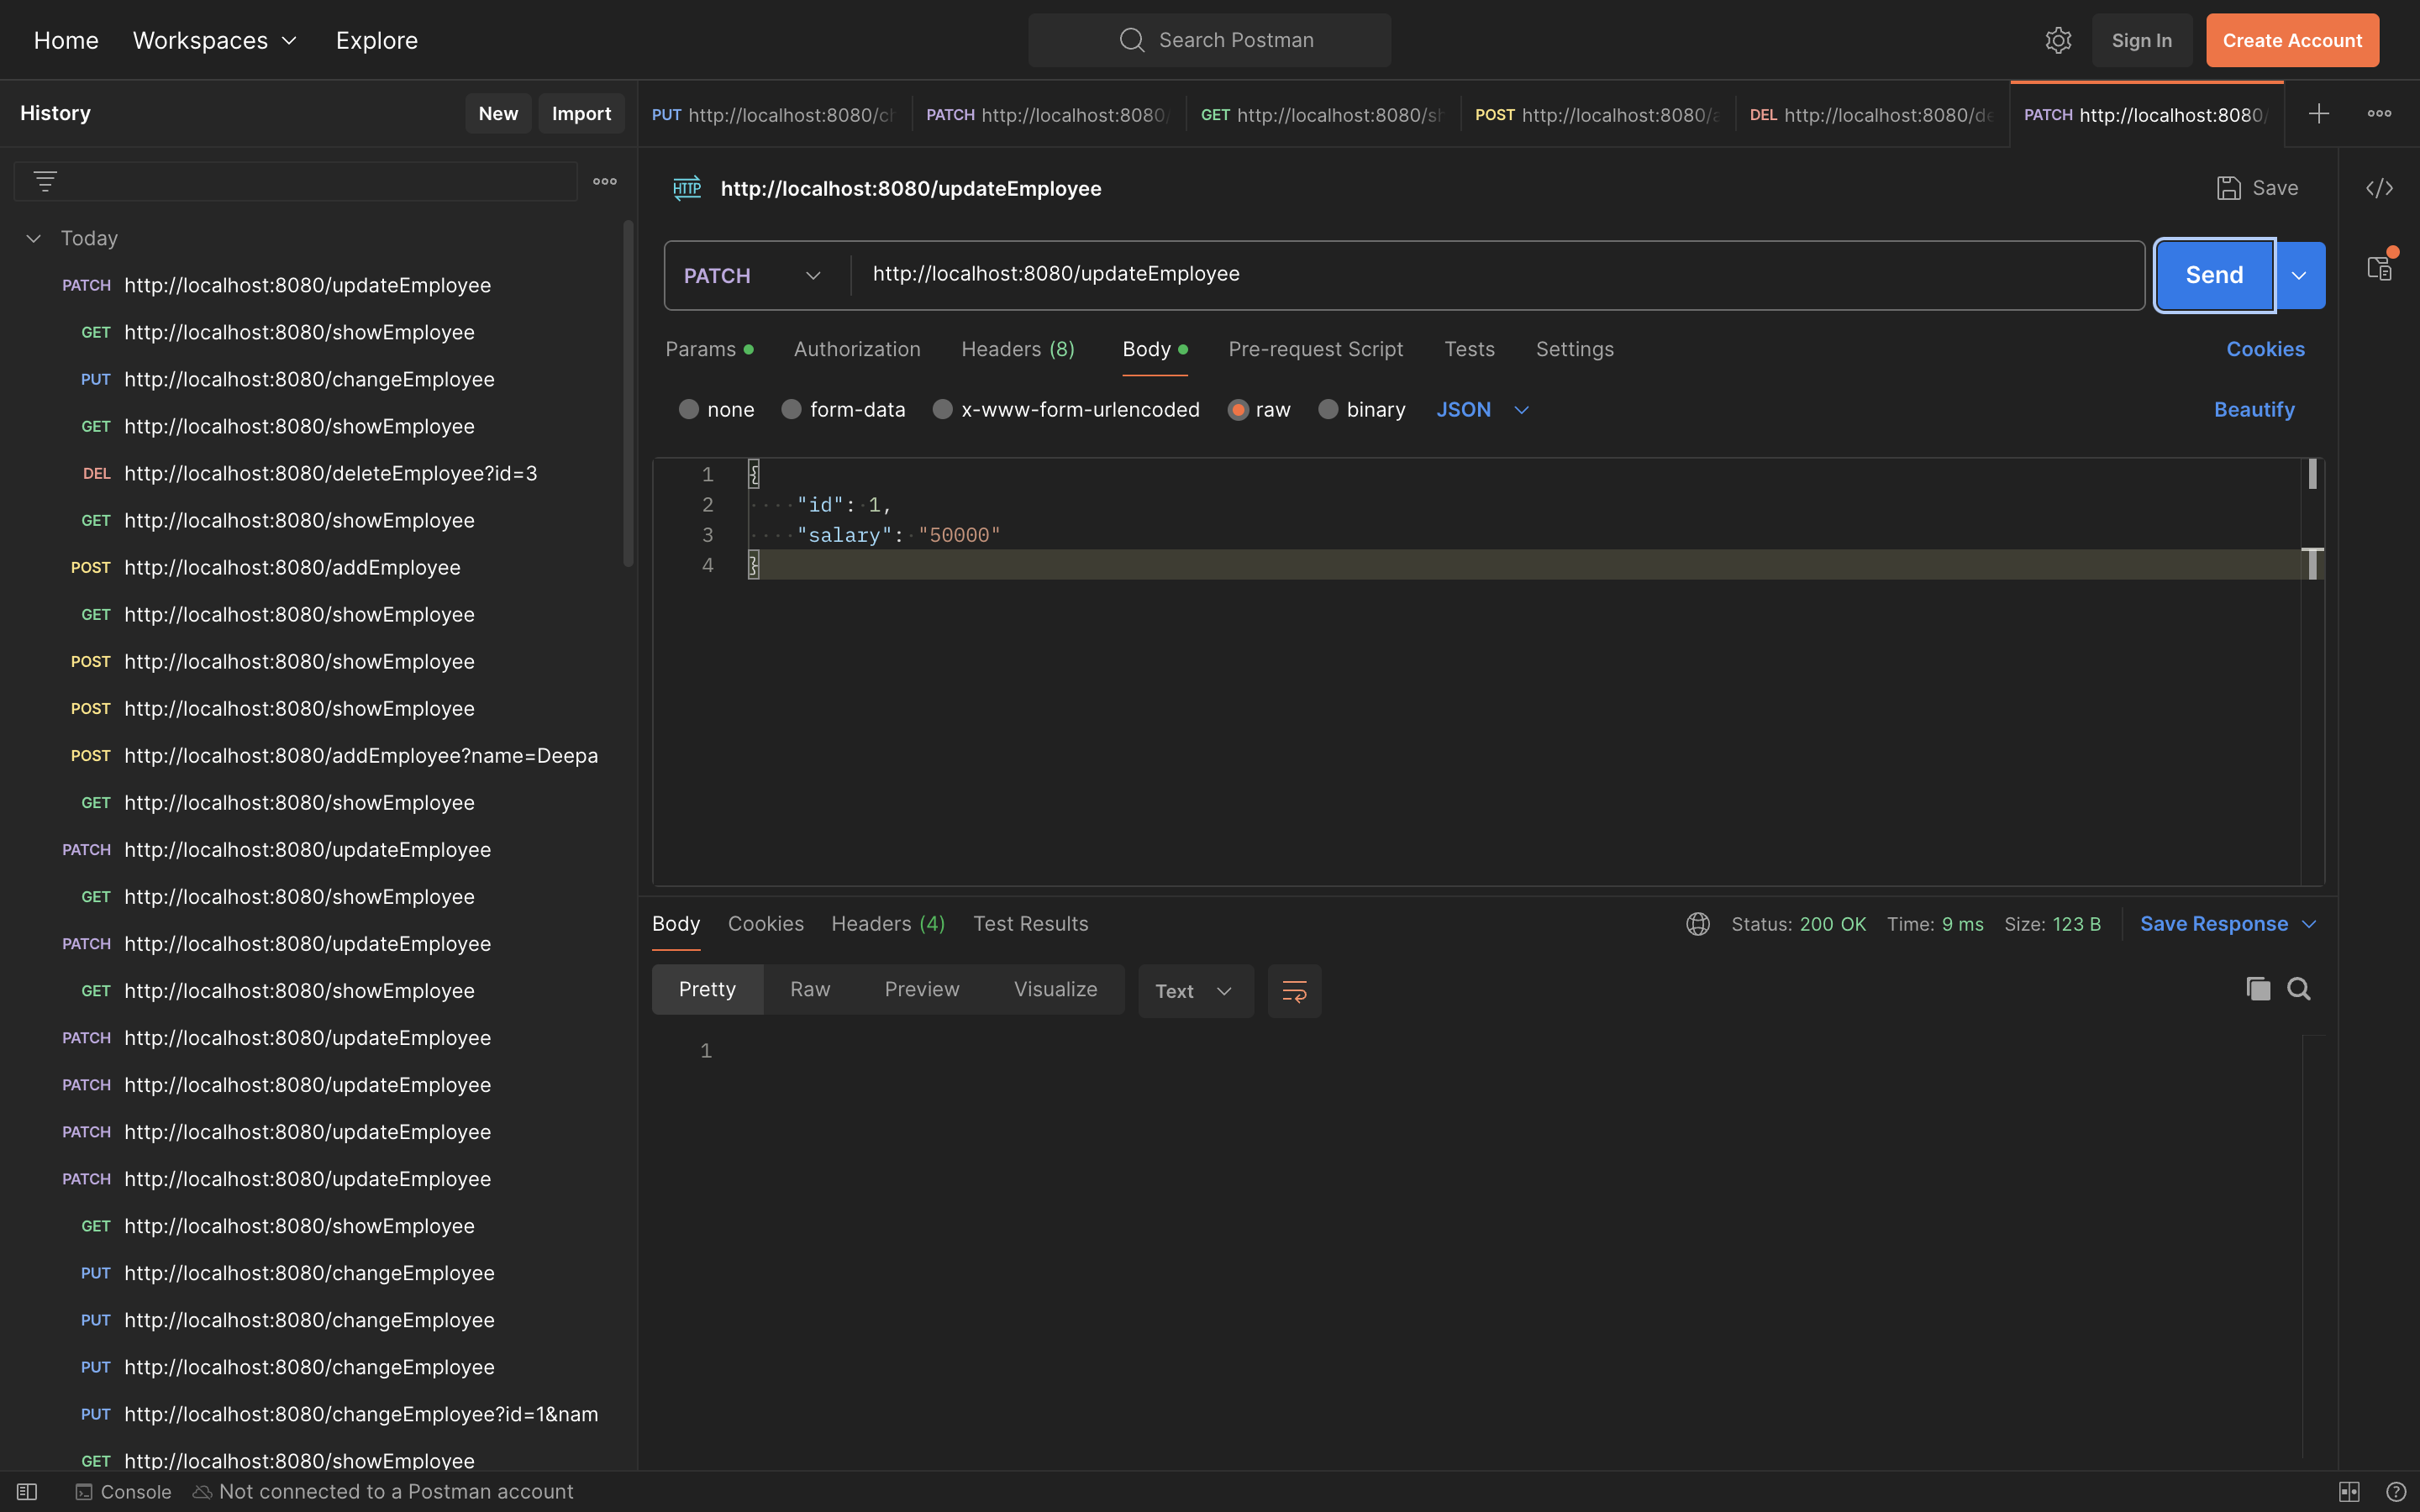 Home Workspaces Explore Search Postman Sign In Create Account
History New Import
PUT http://localhost:8080/ch PATCH http://localhost:8080/ GET http://localhost:8080/sh POST http://localhost:8080/a DEL http://localhost:8080/de PATCH http://localhost:8080/
HTTP http://localhost:8080/updateEmployee Save
Today
PATCH http://localhost:8080/updateEmployee
GET http://localhost:8080/showEmployee
PUT http://localhost:8080/changeEmployee
GET http://localhost:8080/showEmployee
DEL http://localhost:8080/deleteEmployee?id=3
GET http://localhost:8080/showEmployee
POST http://localhost:8080/addEmployee
GET http://localhost:8080/showEmployee
POST http://localhost:8080/showEmployee
POST http://localhost:8080/showEmployee
POST http://localhost:8080/addEmployee?name=Deepa
GET http://localhost:8080/showEmployee
PATCH http://localhost:8080/updateEmployee
GET http://localhost:8080/showEmployee
PATCH http://localhost:8080/updateEmployee
GET http://localhost:8080/showEmployee
PATCH http://localhost:8080/updateEmployee
PATCH http://localhost:8080/updateEmployee
PATCH http://localhost:8080/updateEmployee
PATCH http://localhost:8080/updateEmployee
GET http://localhost:8080/showEmployee
PUT http://localhost:8080/changeEmployee
PUT http://localhost:8080/changeEmployee
PUT http://localhost:8080/changeEmployee
PUT http://localhost:8080/changeEmployee?id=1&nam
GET http://localhost:8080/showEmployee
PATCH http://localhost:8080/updateEmployee Send
Params Authorization Headers (8) Body Pre-request Script Tests Settings Cookies
none form-data x-www-form-urlencoded raw binary JSON Beautify
1 {
2 "id": 1,
3 "salary": "50000"
4 }
Body Cookies Headers (4) Test Results Status: 200 OK Time: 9 ms Size: 123 B Save Response
Pretty Raw Preview Visualize Text
1
Console Not connected to a Postman account